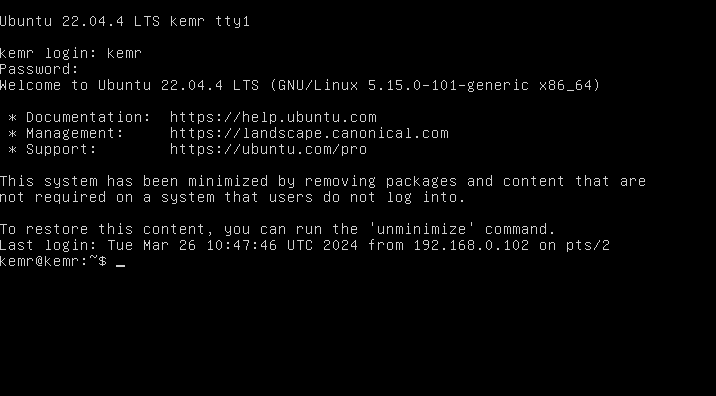 Ubuntu 22.04.4 LTS kemr tty1
kemr login: kemr
Password:
Welcome to Ubuntu 22.04.4 LTS (GNU/Linux 5.15.0-101-generic x86_64)
* Documentation:  https://help.ubuntu.com
* Management:     https://landscape.canonical.com
* Support:        https://ubuntu.com/pro
This system has been minimized by removing packages and content that are
not required on a system that users do not log into.
To restore this content, you can run the 'unminimize' command.
Last login: Tue Mar 26 10:47:46 UTC 2024 from 192.168.0.102 on pts/2
kemr@kemr:~$ _